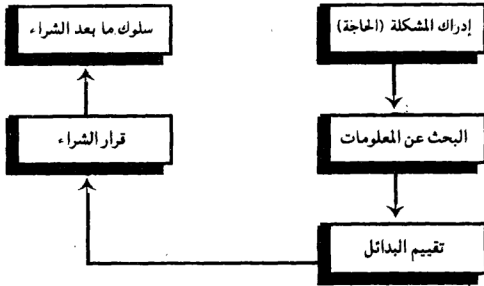 إدراك المشكلة (الحاجة)
البحث عن المعلومات
تقييم البدائل
قرار الشراء
سلوك ما بعد الشراء